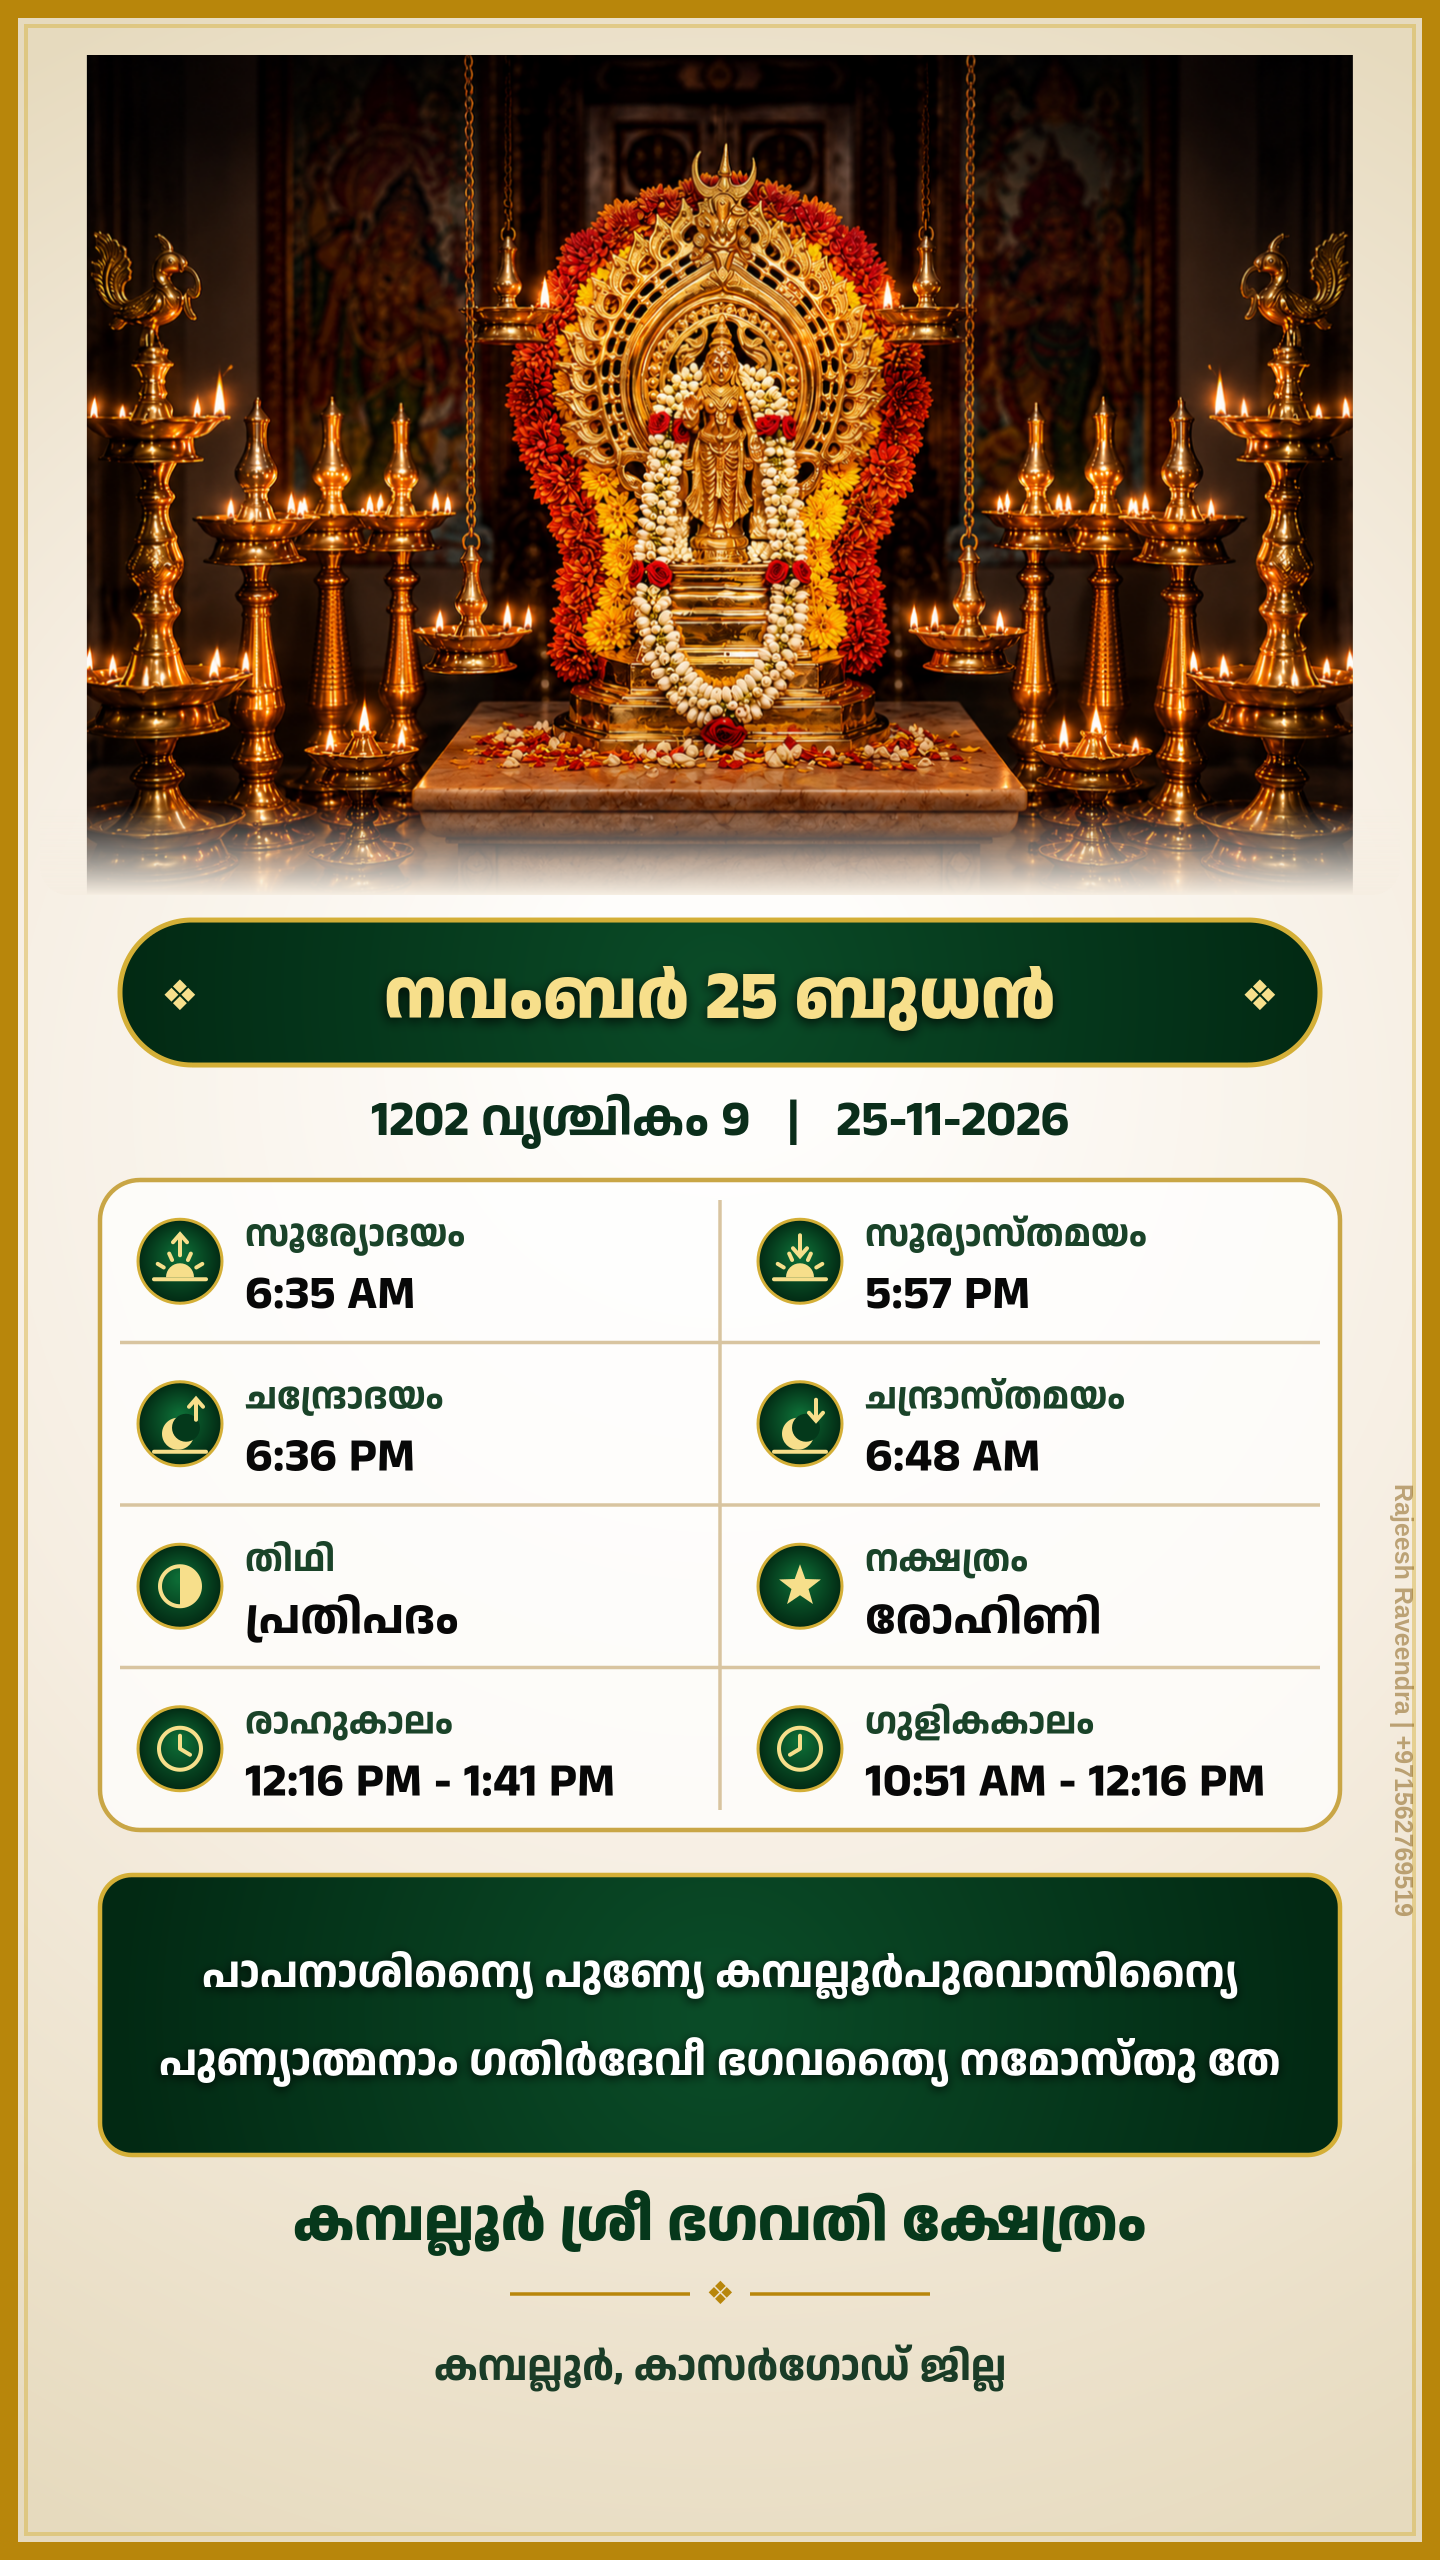 നവംബർ 25 ബുധൻ
1202 വൃശ്ചികം 9 | 25-11-2026
സൂര്യോദയം
6:35 AM
സൂര്യാസ്തമയം
5:57 PM
ചന്ദ്രോദയം
6:36 PM
ചന്ദ്രാസ്തമയം
6:48 AM
തിഥി
പ്രതിപദം
നക്ഷത്രം
രോഹിണി
രാഹുകാലം
12:16 PM - 1:41 PM
ഗുളികകാലം
10:51 AM - 12:16 PM
പാപനാശിന്യൈ പുണ്യേ കമ്പല്ലൂർപുരവാസിന്യൈ
പുണ്യാത്മനാം ഗതിർദേവീ ഭഗവത്യൈ നമോസ്തു തേ
കമ്പല്ലൂർ ശ്രീ ഭഗവതി ക്ഷേത്രം
കമ്പല്ലൂർ, കാസർഗോഡ് ജില്ല
Rajeesh Raveendra | +971562769519